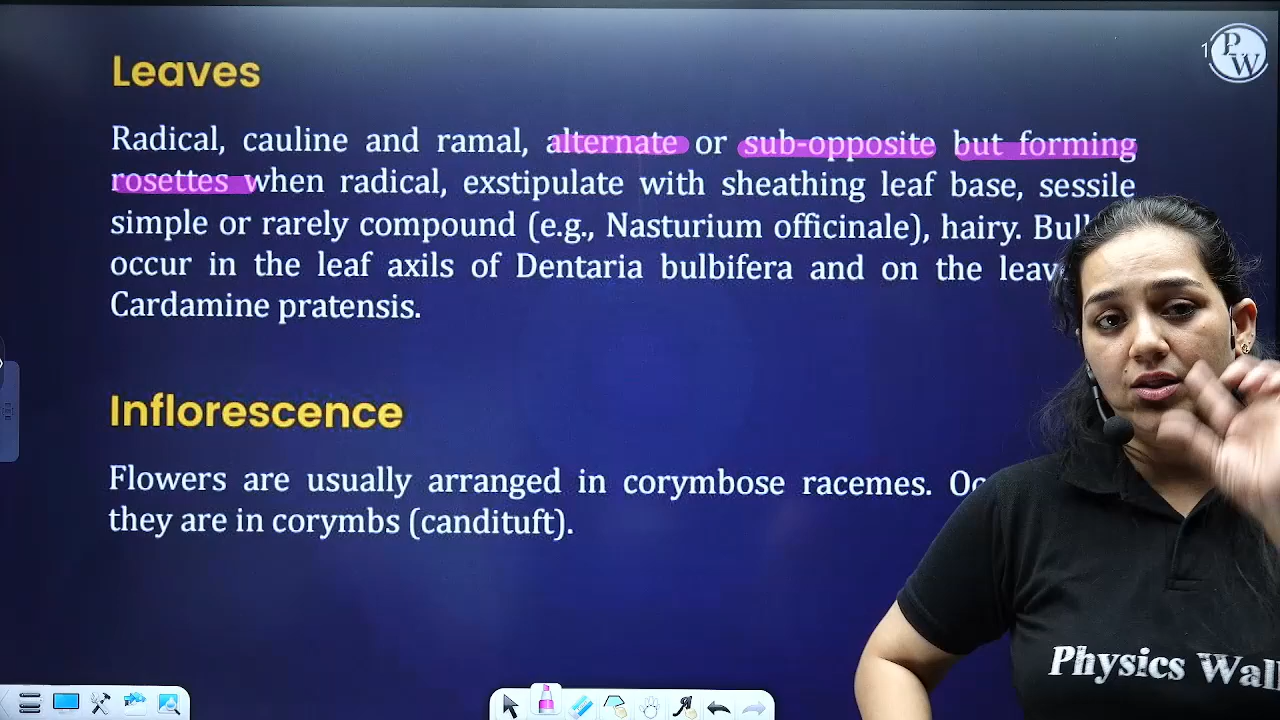 Leaves
Radical, cauline and ramal, alternate or sub-opposite but forming
rosettes when radical, exstipulate with sheathing leaf base, sessile
simple or rarely compound (e.g., Nasturium officinale), hairy.
occur in the leaf axils of Dentaria bulbifera and on the
Cardamine pratensis.
Inflorescence
Flowers are usually arranged in corymbose racemes.
they are in corymbs (candituft).
PW
1
Physics Wall